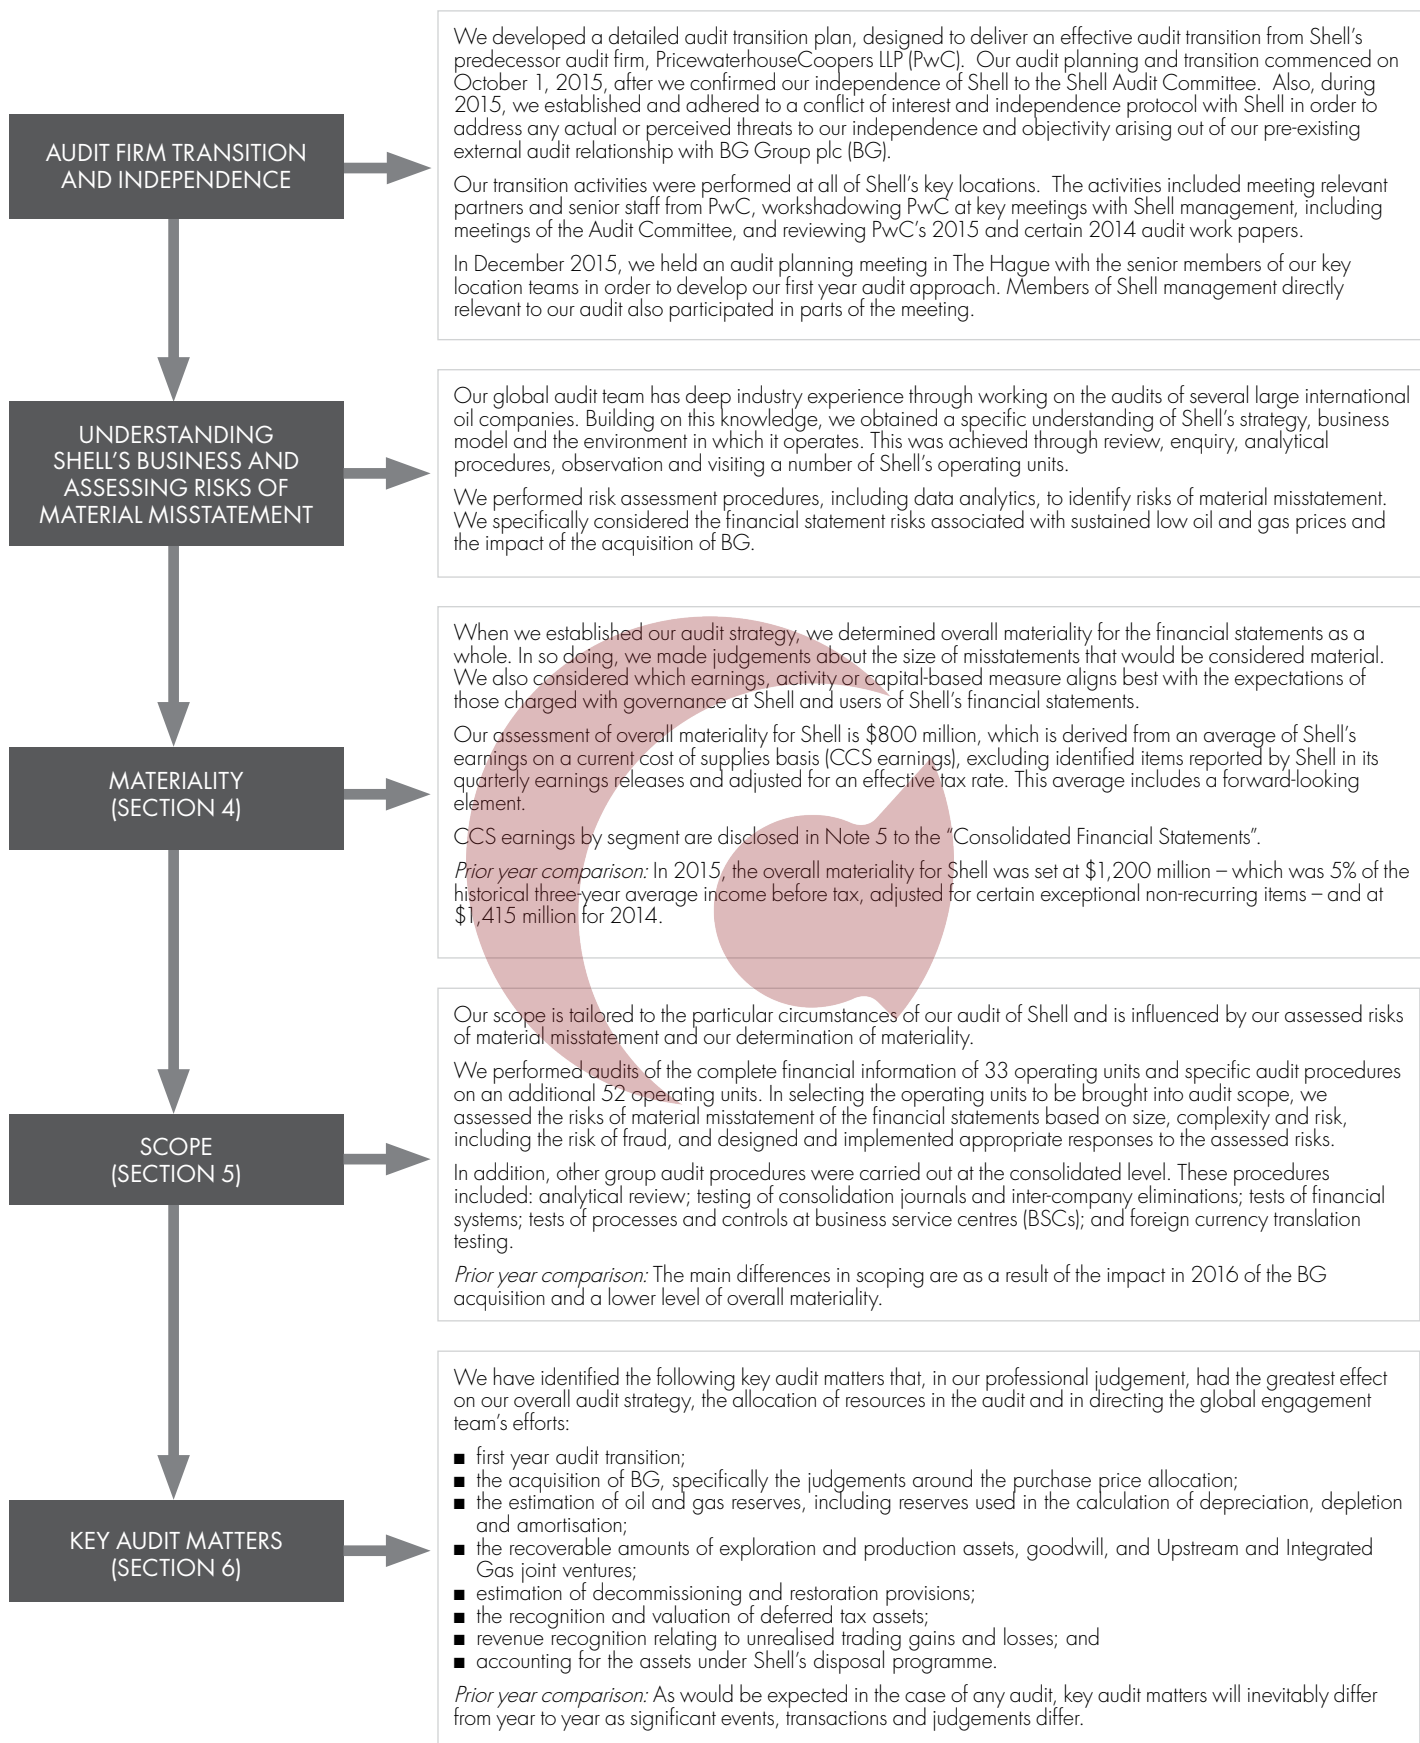 AUDIT FIRM TRANSITION
AND INDEPENDENCE
We developed a detailed audit transition plan, designed to deliver an effective audit transition from Shell's
predecessor audit firm, PricewaterhouseCoopers LLP (PwC). Our audit planning and transition commenced on
October 1, 2015, after we confirmed our independence of Shell to the Shell Audit Committee. Also, during
2015, we established and adhered to a conflict of interest and independence protocol with Shell in order to
address any actual or perceived threats to our independence and objectivity arising out of our pre-existing
external audit relationship with BG Group plc (BG).
Our transition activities were performed at all of Shell's key locations. The activities included meeting relevant
partners and senior staff from PwC, workshadowing PwC at key meetings with Shell management, including
meetings of the Audit Committee, and reviewing PwC's 2015 and certain 2014 audit work papers.
In December 2015, we held an audit planning meeting in The Hague with the senior members of our key
location teams in order to develop our first year audit approach. Members of Shell management directly
relevant to our audit also participated in parts of the meeting.
UNDERSTANDING
SHELL'S BUSINESS AND
ASSESSING RISKS OF
MATERIAL MISSTATEMENT
Our global audit team has deep industry experience through working on the audits of several large international
oil companies. Building on this knowledge, we obtained a specific understanding of Shell's strategy, business
model and the environment in which it operates. This was achieved through review, enquiry, analytical
procedures, observation and visiting a number of Shell's operating units.
We performed risk assessment procedures, including data analytics, to identify risks of material misstatement.
We specifically considered the financial statement risks associated with sustained low oil and gas prices and
the impact of the acquisition of BG.
MATERIALITY
(SECTION 4)
When we established our audit strategy, we determined overall materiality for the financial statements as a
whole. In so doing, we made judgements about the size of misstatements that would be considered material.
We also considered which earnings, activity or capital-based measure aligns best with the expectations of
those charged with governance at Shell and users of Shell's financial statements.
Our assessment of overall materiality for Shell is $800 million, which is derived from an average of Shell's
earnings on a current cost of supplies basis (CCS earnings), excluding identified items reported by Shell in its
quarterly earnings releases and adjusted for an effective tax rate. This average includes a forward-looking
element.
CCS earnings by segment are disclosed in Note 5 to the "Consolidated Financial Statements".
Prior year comparison: In 2015, the overall materiality for Shell was set at $1,200 million – which was 5% of the
historical three-year average income before tax, adjusted for certain exceptional non-recurring items – and at
$1,415 million for 2014.
SCOPE
(SECTION 5)
Our scope is tailored to the particular circumstances of our audit of Shell and is influenced by our assessed risks
of material misstatement and our determination of materiality.
We performed audits of the complete financial information of 33 operating units and specific audit procedures
on an additional 52 operating units. In selecting the operating units to be brought into audit scope, we
assessed the risks of material misstatement of the financial statements based on size, complexity and risk,
including the risk of fraud, and designed and implemented appropriate responses to the assessed risks.
In addition, other group audit procedures were carried out at the consolidated level. These procedures
included: analytical review; testing of consolidation journals and inter-company eliminations; tests of financial
systems; tests of processes and controls at business service centres (BSCs); and foreign currency translation
testing.
Prior year comparison: The main differences in scoping are as a result of the impact in 2016 of the BG
acquisition and a lower level of overall materiality.
KEY AUDIT MATTERS
(SECTION 6)
We have identified the following key audit matters that, in our professional judgement, had the greatest effect
on our overall audit strategy, the allocation of resources in the audit and in directing the global engagement
team's efforts:
■ first year audit transition;
■ the acquisition of BG, specifically the judgements around the purchase price allocation;
■ the estimation of oil and gas reserves, including reserves used in the calculation of depreciation, depletion
and amortisation;
■ the recoverable amounts of exploration and production assets, goodwill, and Upstream and Integrated
Gas joint ventures;
■ estimation of decommissioning and restoration provisions;
■ the recognition and valuation of deferred tax assets;
■ revenue recognition relating to unrealised trading gains and losses; and
■ accounting for the assets under Shell's disposal programme.
Prior year comparison: As would be expected in the case of any audit, key audit matters will inevitably differ
from year to year as significant events, transactions and judgements differ.